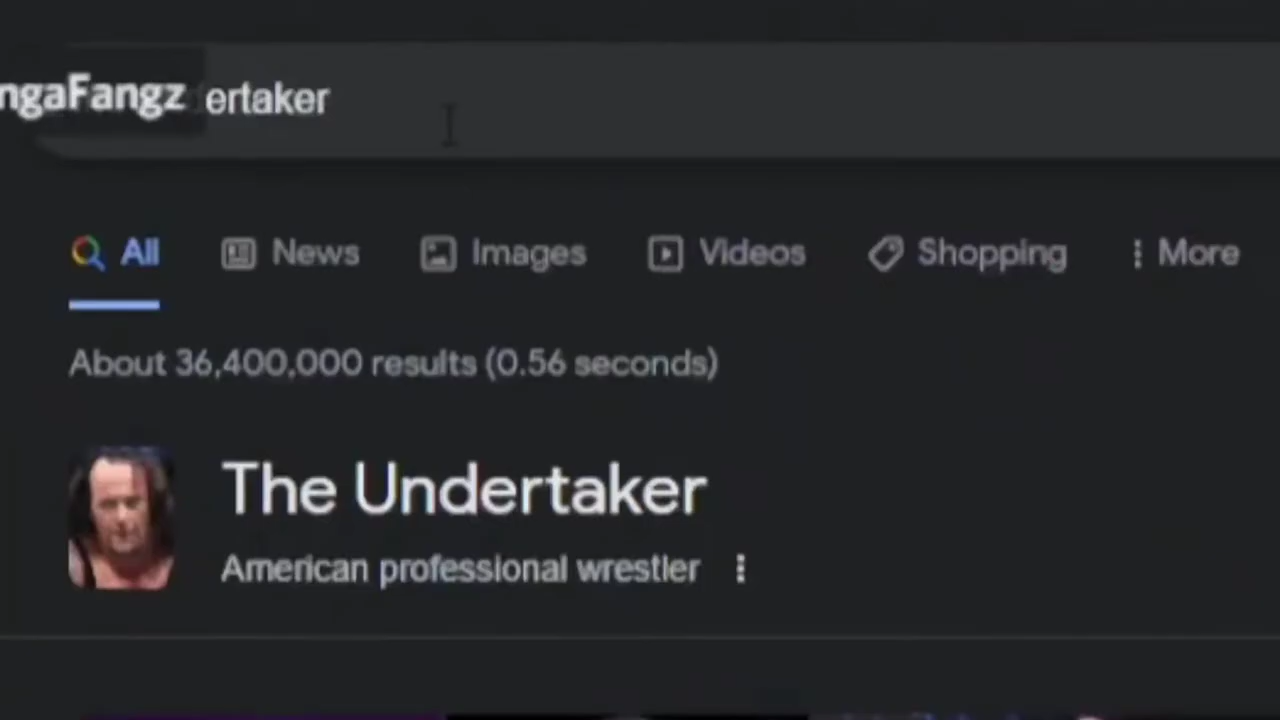 ngaFangz ertaker
All News Images Videos Shopping More
About 36,400,000 results (0.56 seconds)
The Undertaker
American professional wrestler